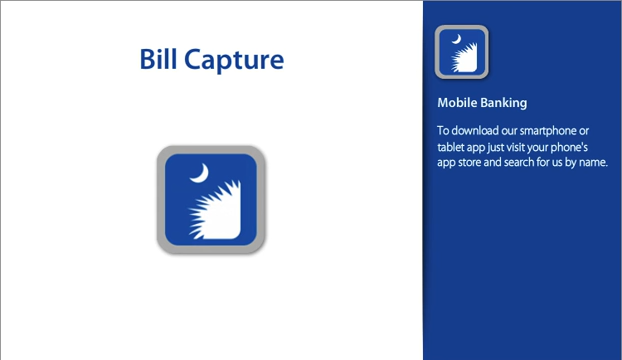 Bill Capture
Mobile Banking
To download our smartphone or
tablet app just visit your phone's
app store and search for us by name.